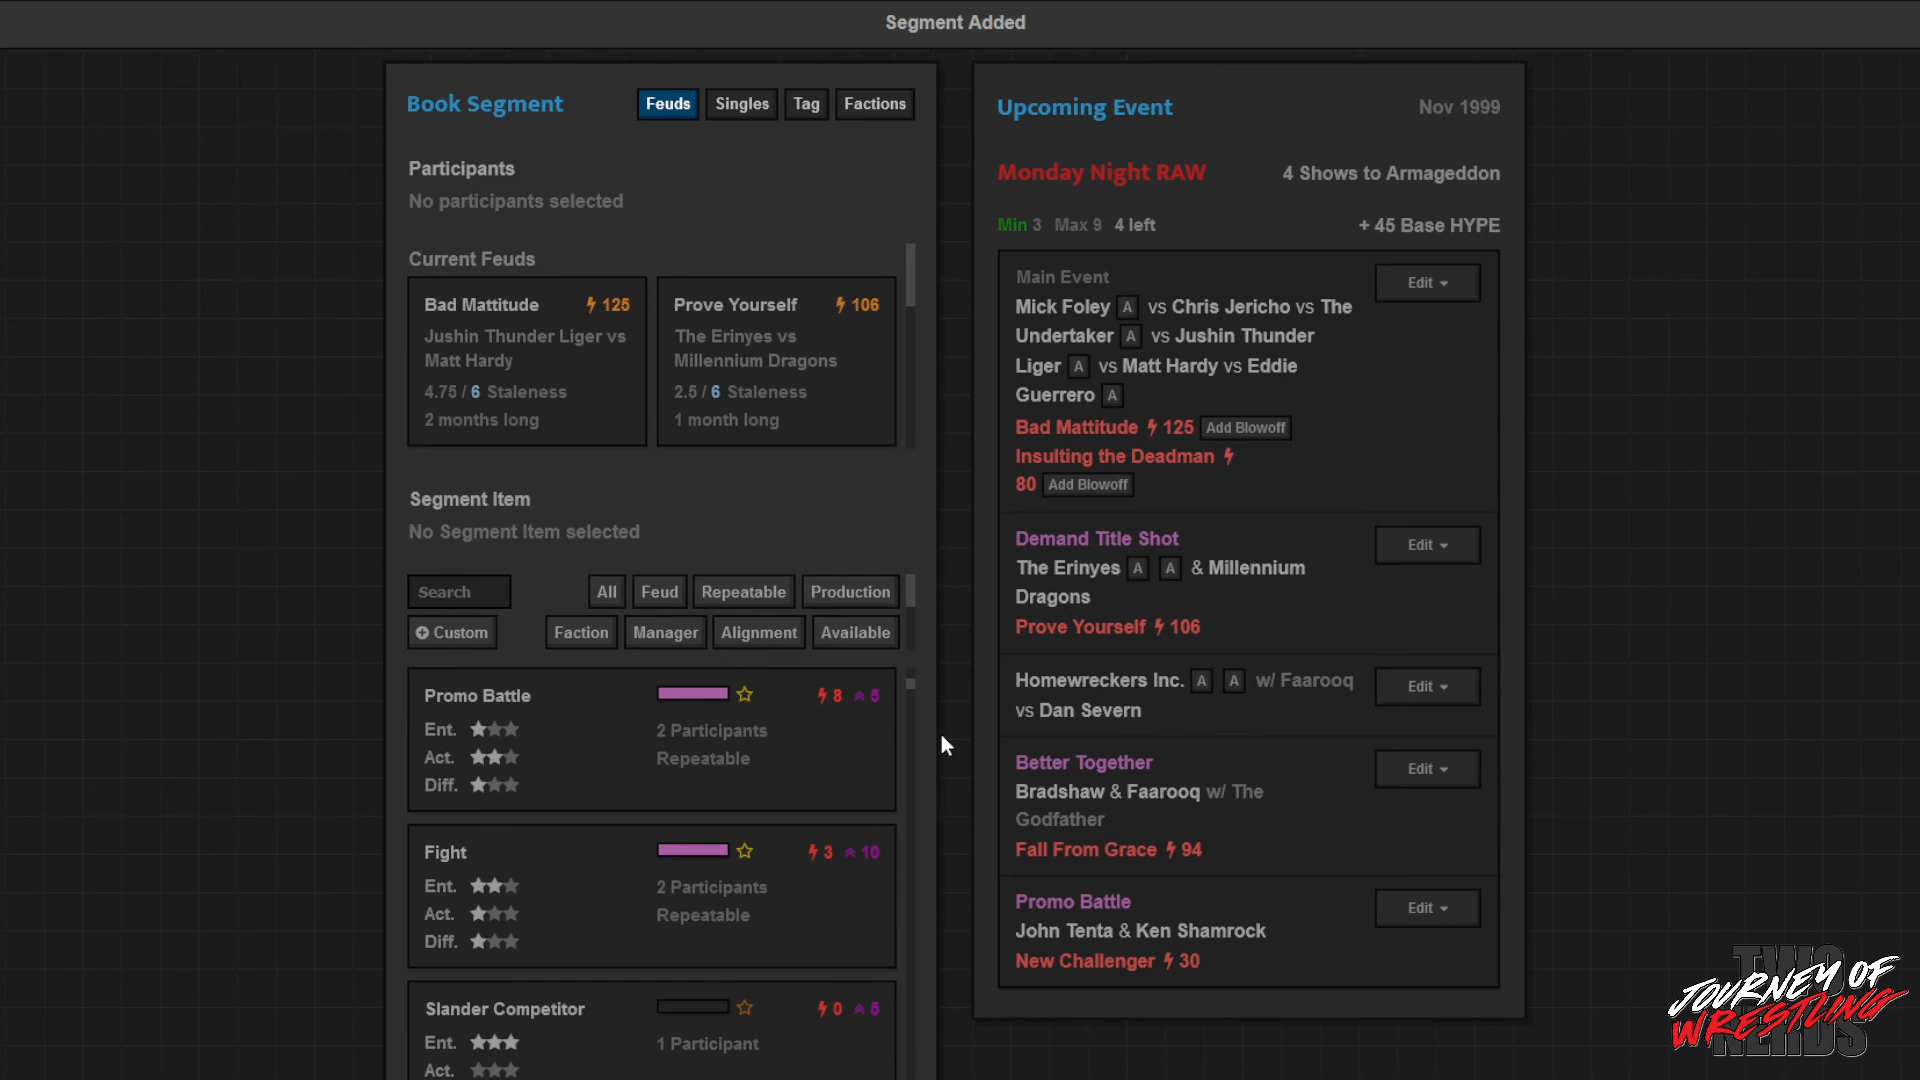 Segment Added
Book Segment
Feuds
Singles
Tag
Factions
Participants
No participants selected
Current Feuds
Bad Mattitude 125
Jushin Thunder Liger vs
Matt Hardy
4.75 / 6 Staleness
2 months long
Prove Yourself 106
The Erinyes vs
Millennium Dragons
2.5 / 6 Staleness
1 month long
Segment Item
No Segment Item selected
Search
All
Feud
Repeatable
Production
Custom
Faction
Manager
Alignment
Available
Promo Battle
8 5
Ent.
2 Participants
Act.
Repeatable
Diff.
Fight
3 10
Ent.
2 Participants
Act.
Repeatable
Diff.
Slander Competitor
0 5
Ent.
1 Participant
Act.
Upcoming Event
Nov 1999
Monday Night RAW
4 Shows to Armageddon
Min 3 Max 9 4 left
+ 45 Base HYPE
Main Event
Edit
Mick Foley A vs Chris Jericho vs The
Undertaker A vs Jushin Thunder
Liger A vs Matt Hardy vs Eddie
Guerrero A
Bad Mattitude 125 Add Blowoff
Insulting the Deadman
80 Add Blowoff
Demand Title Shot
Edit
The Erinyes A A & Millennium
Dragons
Prove Yourself 106
Homewreckers Inc. A A w/ Faarooq
Edit
vs Dan Severn
Better Together
Edit
Bradshaw & Faarooq w/ The
Godfather
Fall From Grace 94
Promo Battle
Edit
John Tenta & Ken Shamrock
New Challenger 30
TWO
JOURNEY OF
WRESTLING
NERDS